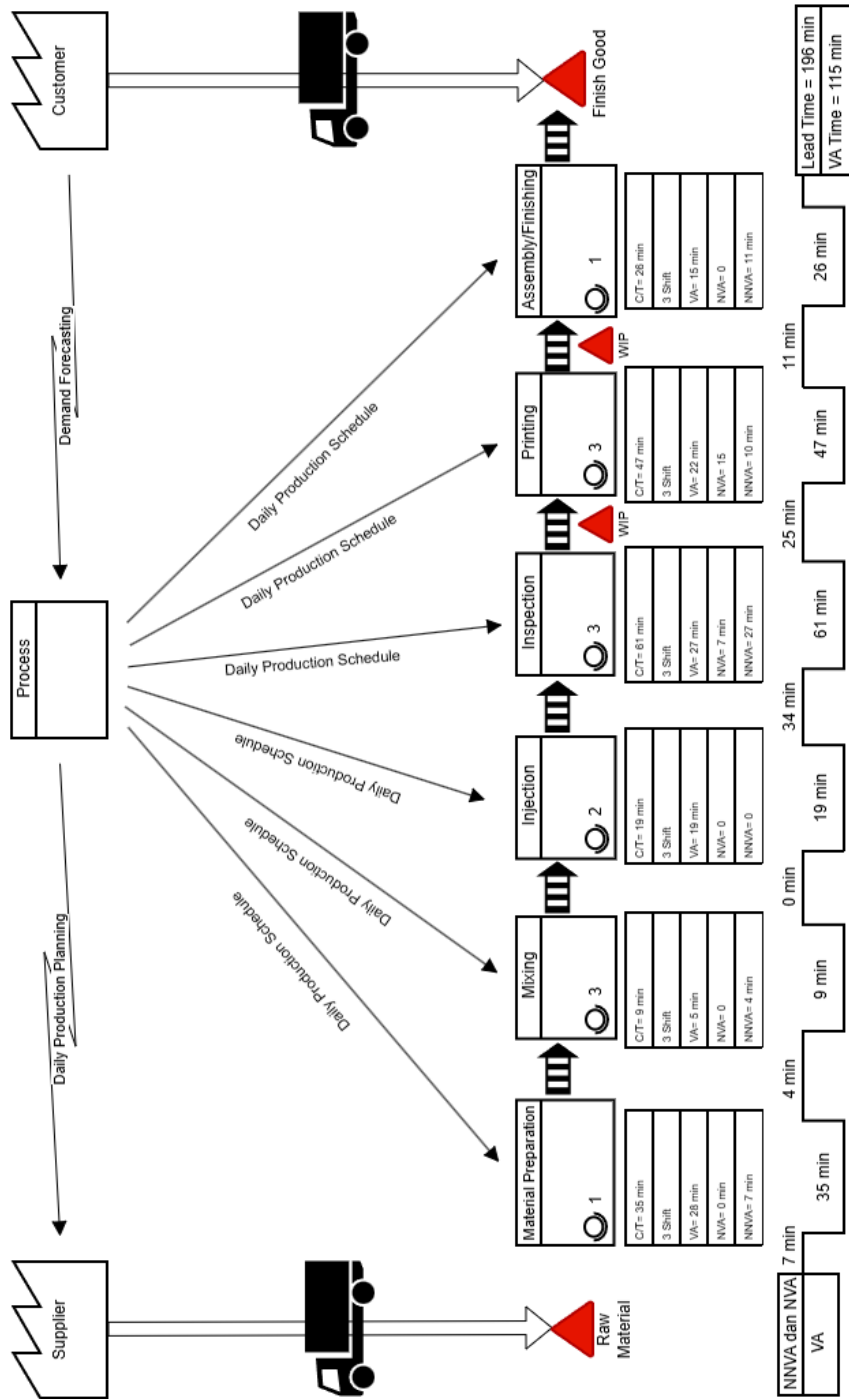 Supplier
Daily Production Planning
Process
Demand Forecasting
Customer
Daily Production Schedule
Daily Production Schedule
Daily Production Schedule
Daily Production Schedule
Daily Production Schedule
Daily Production Schedule
Raw
Material
Material Preparation
1
Mixing
3
Injection
2
Inspection
3
WIP
Printing
3
WIP
Assembly/Finishing
1
Finish Good
C/T= 35 min
3 Shift
VA= 28 min
NVA= 0 min
NNVA= 7 min
C/T= 9 min
3 Shift
VA= 5 min
NVA= 0
NNVA= 4 min
C/T= 19 min
3 Shift
VA= 19 min
NVA= 0
NNVA= 0
C/T= 61 min
3 Shift
VA= 27 min
NVA= 7 min
NNVA= 27 min
C/T= 47 min
3 Shift
VA= 22 min
NVA= 15
NNVA= 10 min
C/T= 26 min
3 Shift
VA= 15 min
NVA= 0
NNVA= 11 min
NNVA dan NVA
VA
7 min
35 min
4 min
9 min
0 min
19 min
34 min
61 min
25 min
47 min
11 min
26 min
Lead Time = 196 min
VA Time = 115 min